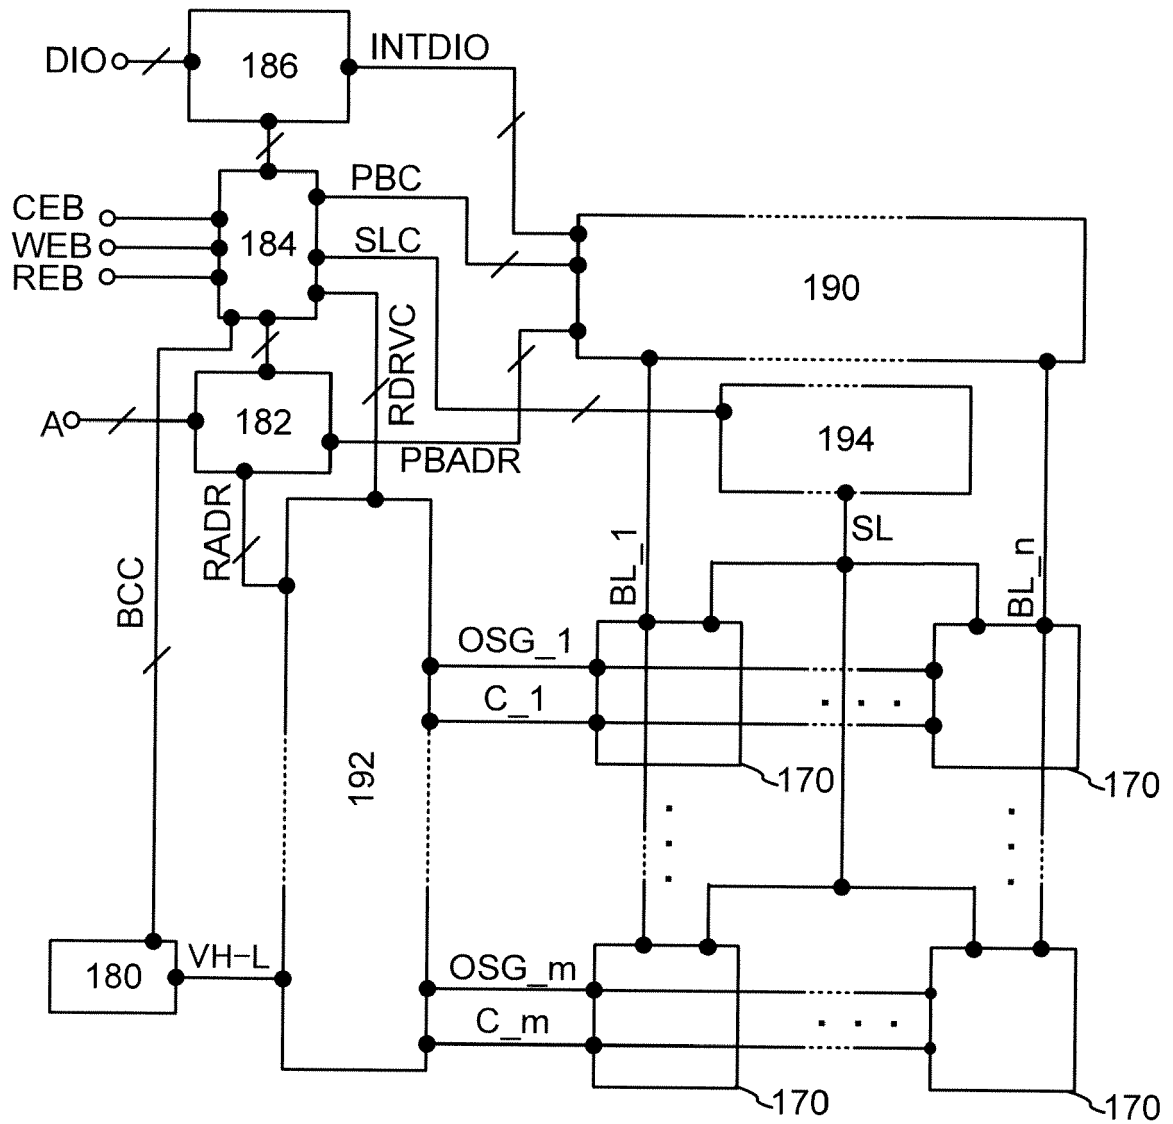 DIO
186
INTDIO
PBC
CEB
WEB
REB
184
SLC
190
RDRVC
A
182
PBADR
194
RADR
BCC
SL
BL_1
BL_n
OSG_1
C_1
192
170
170
180
VH-L
OSG_m
C_m
170
170